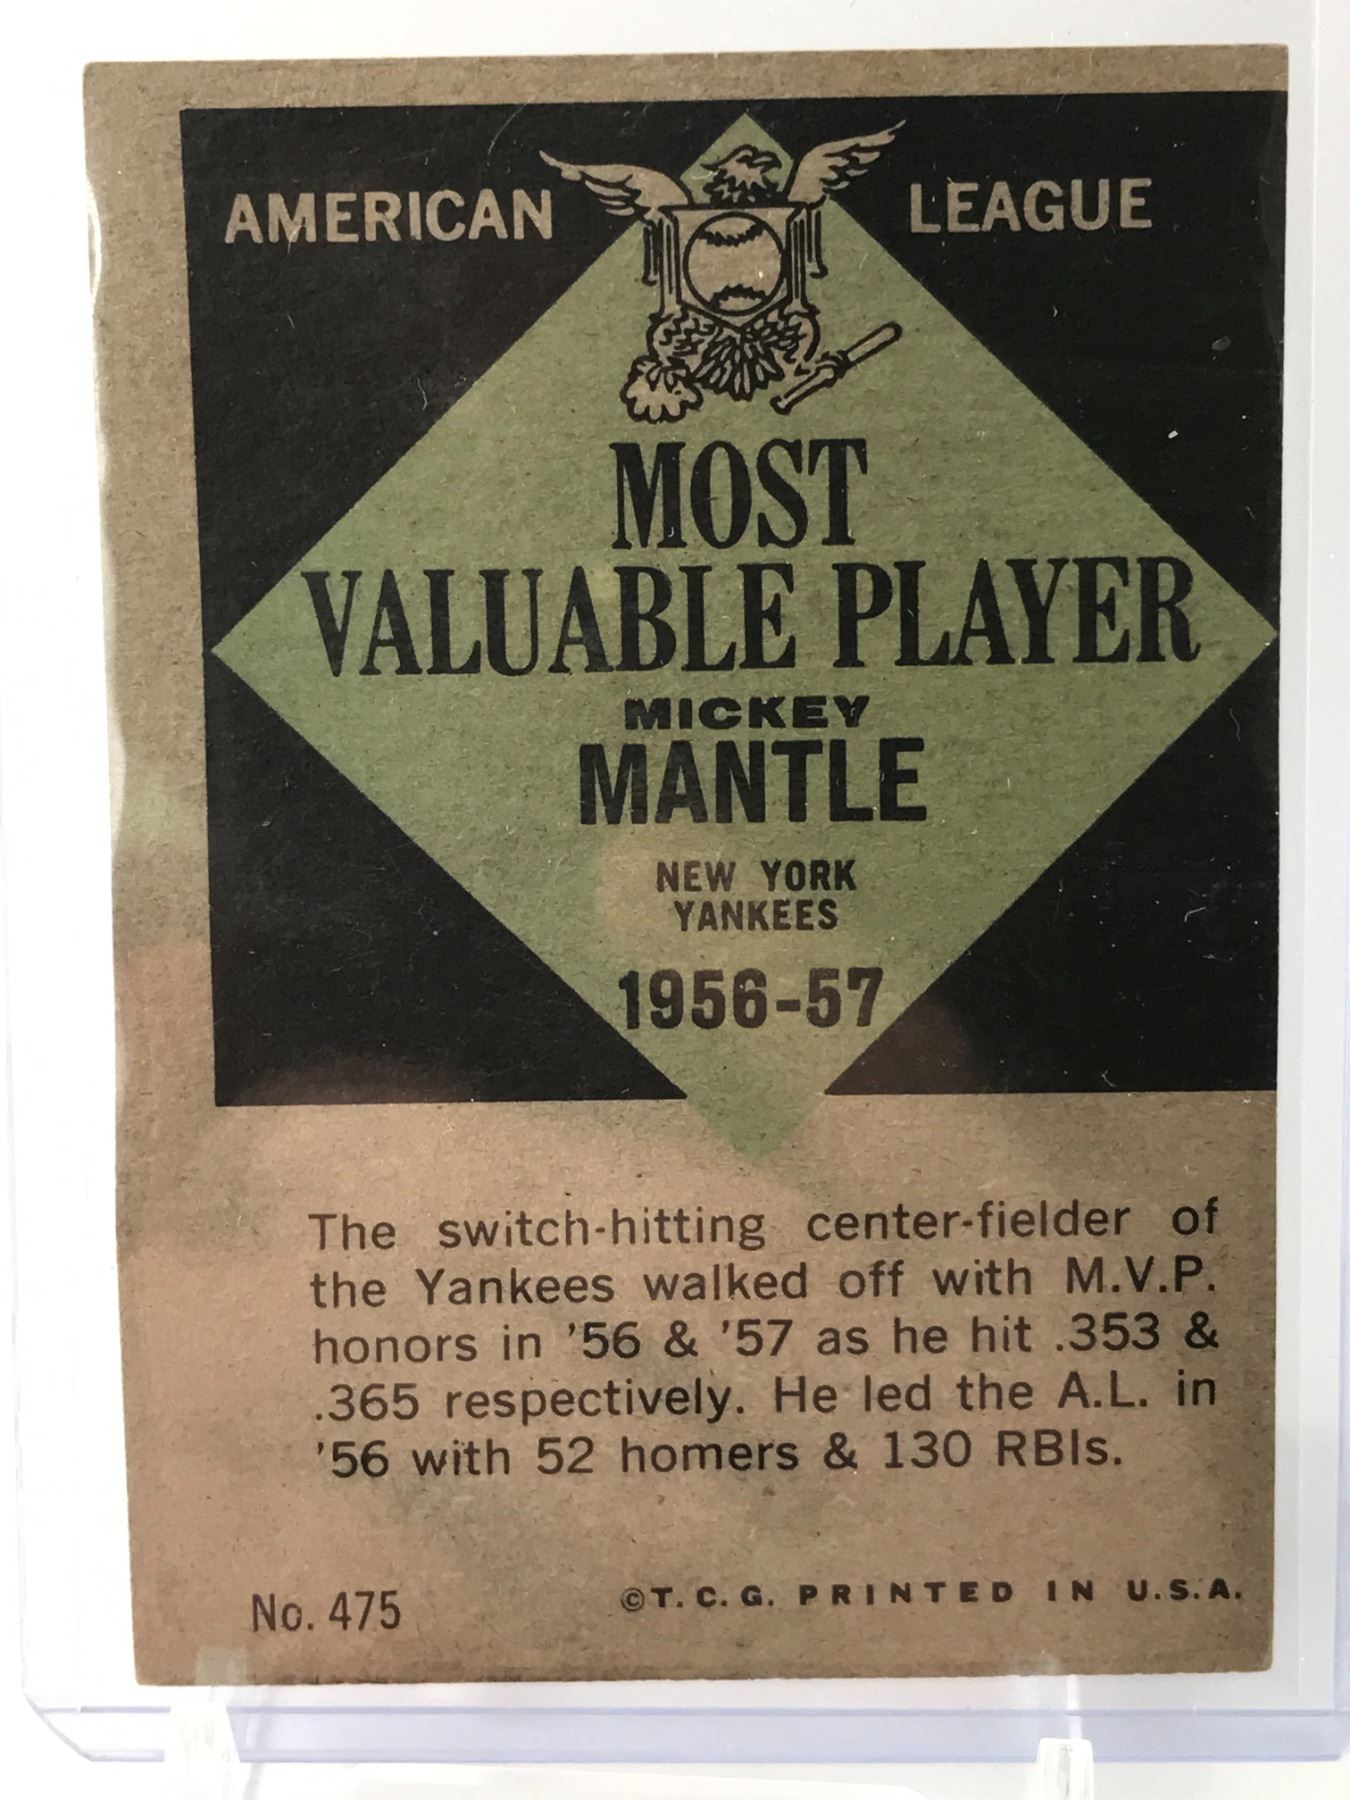 AMERICAN LEAGUE
MOST
VALUABLE PLAYER
MICKEY
MANTLE
NEW YORK
YANKEES
1956-57
The switch-hitting center-fielder of
the Yankees walked off with M.V.P.
honors in '56 & '57 as he hit .353 &
.365 respectively. He led the A.L. in
'56 with 52 homers & 130 RBIs.
No. 475
©T.C.G. PRINTED IN U.S.A.